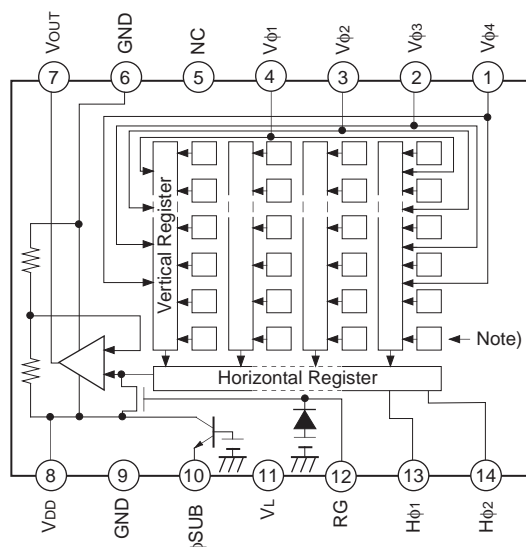 VOUT
GND
NC
Vϕ1
Vϕ2
Vϕ3
Vϕ4
7
6
5
4
3
2
1
Vertical Register
Note)
Horizontal Register
8
9
10
11
12
13
14
VDD
GND
ϕSUB
VL
RG
Hϕ1
Hϕ2